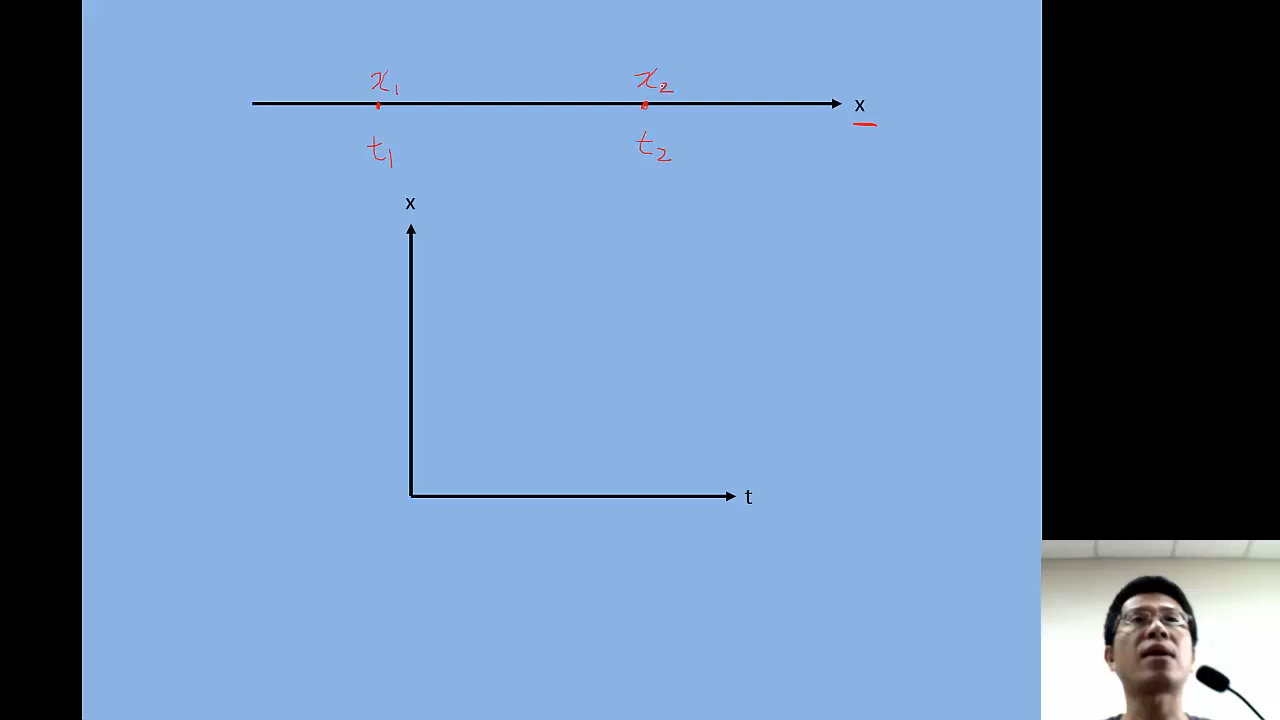 x₁ x₂
x
t₁ t₂
x
t